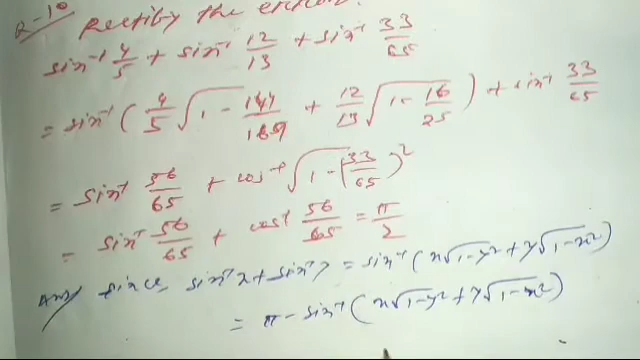 Q-10 Rectify the error.
sin⁻¹ 4/5 + sin⁻¹ 12/13 + sin⁻¹ 33/65
= sin⁻¹ ( 4/5 √(1 - 144/169) + 12/13 √(1 - 16/25) ) + sin⁻¹ 33/65
= sin⁻¹ 56/65 + cos⁻¹ √(1 - (33/65)²)
= sin⁻¹ 56/65 + cos⁻¹ 56/65 = π/2
Ans/ since, sin⁻¹x + sin⁻¹y = sin⁻¹ (x√(1-y²) + y√(1-x²))
= π - sin⁻¹ (x√(1-y²) + y√(1-x²))